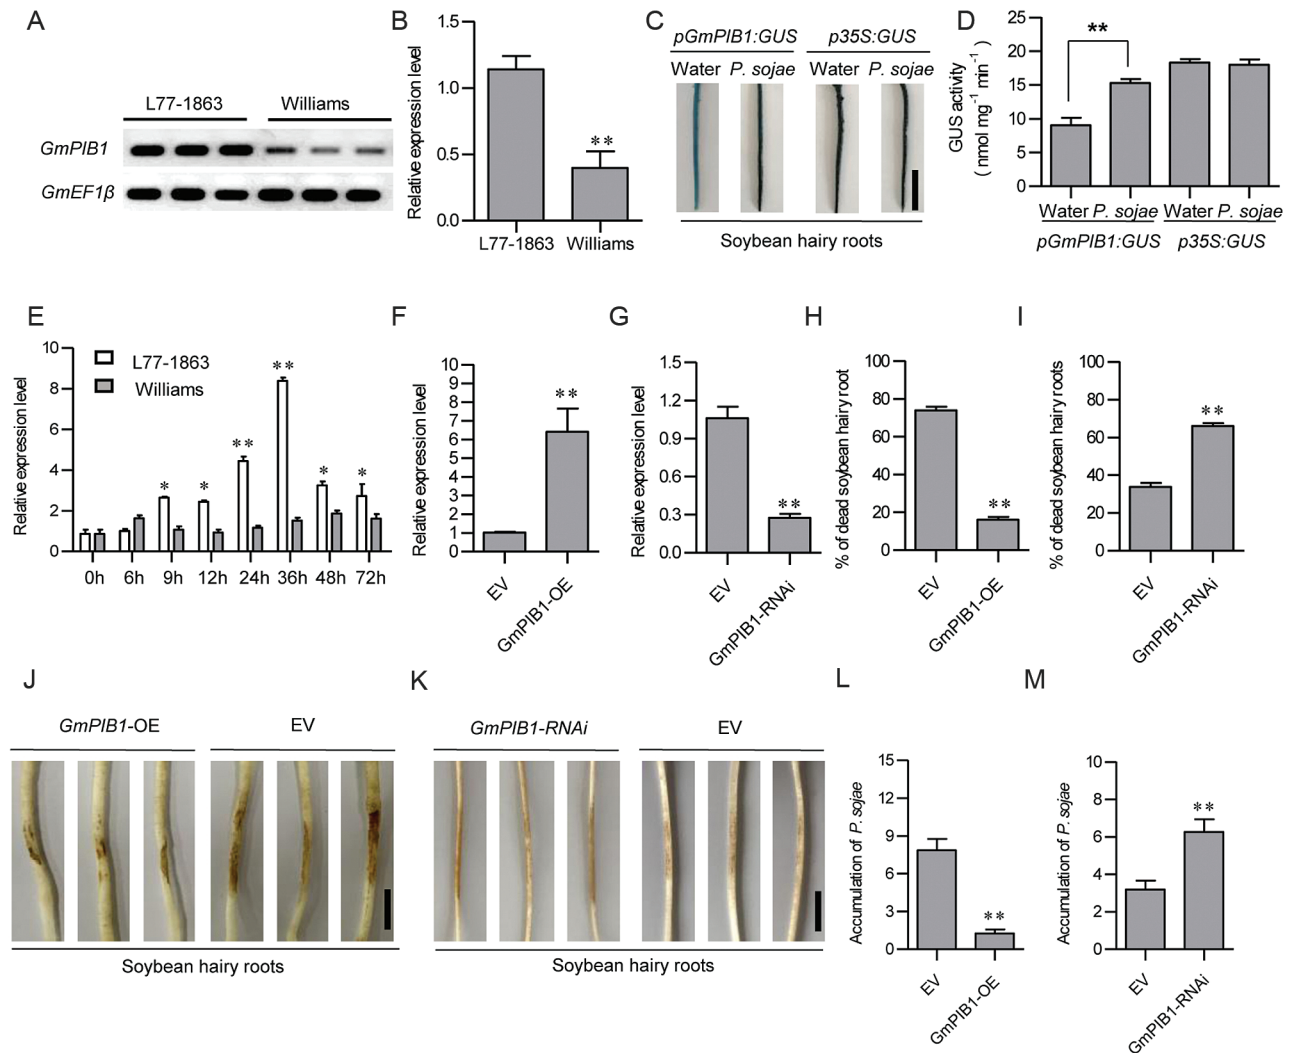 A
L77-1863 Williams
GmPIB1
GmEF1β
B
Relative expression level
1.5
1.0
0.5
0.0
**
L77-1863 Williams
C
pGmPIB1:GUS p35S:GUS
Water P. sojae Water P. sojae
Soybean hairy roots
D
GUS activity
( nmol mg-1 min-1 )
25
20
15
10
5
0
**
Water P. sojae Water P. sojae
pGmPIB1:GUS p35S:GUS
E
Relative expression level
10
8
6
4
2
0
L77-1863
Williams
* * ** ** * *
0h 6h 9h 12h 24h 36h 48h 72h
F
Relative expression level
10
9
8
7
6
5
4
3
2
1
0
**
EV GmPIB1-OE
G
Relative expression level
1.5
1.2
0.9
0.6
0.3
0.0
**
EV GmPIB1-RNAi
H
% of dead soybean hairy root
100
80
60
40
20
0
**
EV GmPIB1-OE
I
% of dead soybean hairy roots
100
80
60
40
20
0
**
EV GmPIB1-RNAi
J
GmPIB1-OE EV
Soybean hairy roots
K
GmPIB1-RNAi EV
Soybean hairy roots
L
Accumulation of P. sojae
15
12
9
6
3
0
**
EV GmPIB1-OE
M
Accumulation of P. sojae
10
8
6
4
2
0
**
EV GmPIB1-RNAi